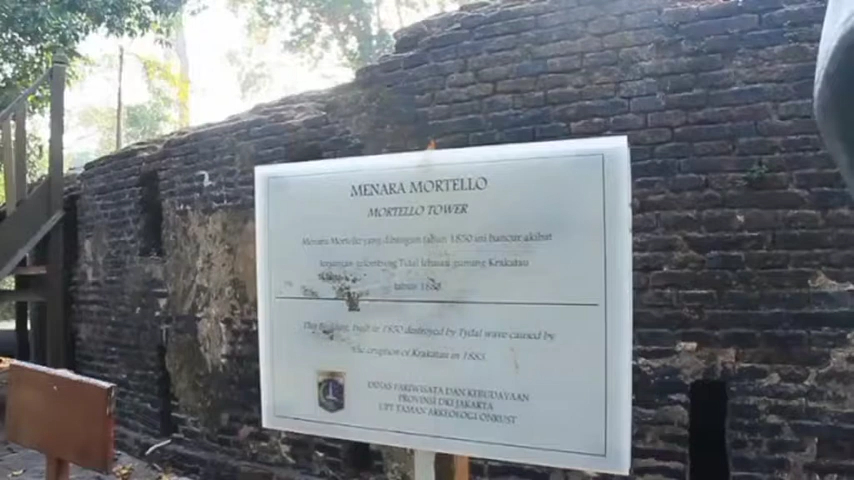 MENARA MORTELLO
MORTELLO TOWER
Menara Mortello yang dibangun tahun 1850 ini hancur akibat
terjangan gelombang Tidal letusan gunung Krakatau
tahun 1883
This Building, built in 1850 destroyed by Tydal wave caused by
The eruption of Krakatau in 1883
DINAS PARIWISATA DAN KEBUDAYAAN
PROVINSI DKI JAKARTA
UPT TAMAN ARKEOLOGI ONRUST